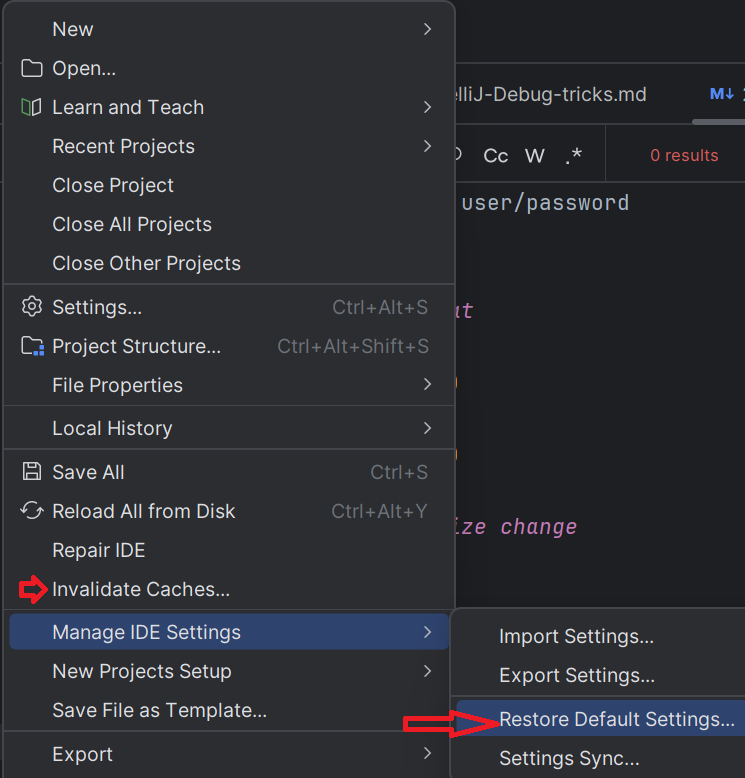 New
Open...
elliJ-Debug-tricks.md
Learn and Teach
Recent Projects
Cc W .* 0 results
Close Project
user/password
Close All Projects
Close Other Projects
Settings... Ctrl+Alt+S
Project Structure... Ctrl+Alt+Shift+S
File Properties
Local History
Save All Ctrl+S
Reload All from Disk Ctrl+Alt+Y
ize change
Repair IDE
Invalidate Caches...
Manage IDE Settings
New Projects Setup
Save File as Template...
Export
Import Settings...
Export Settings...
Restore Default Settings...
Settings Sync...